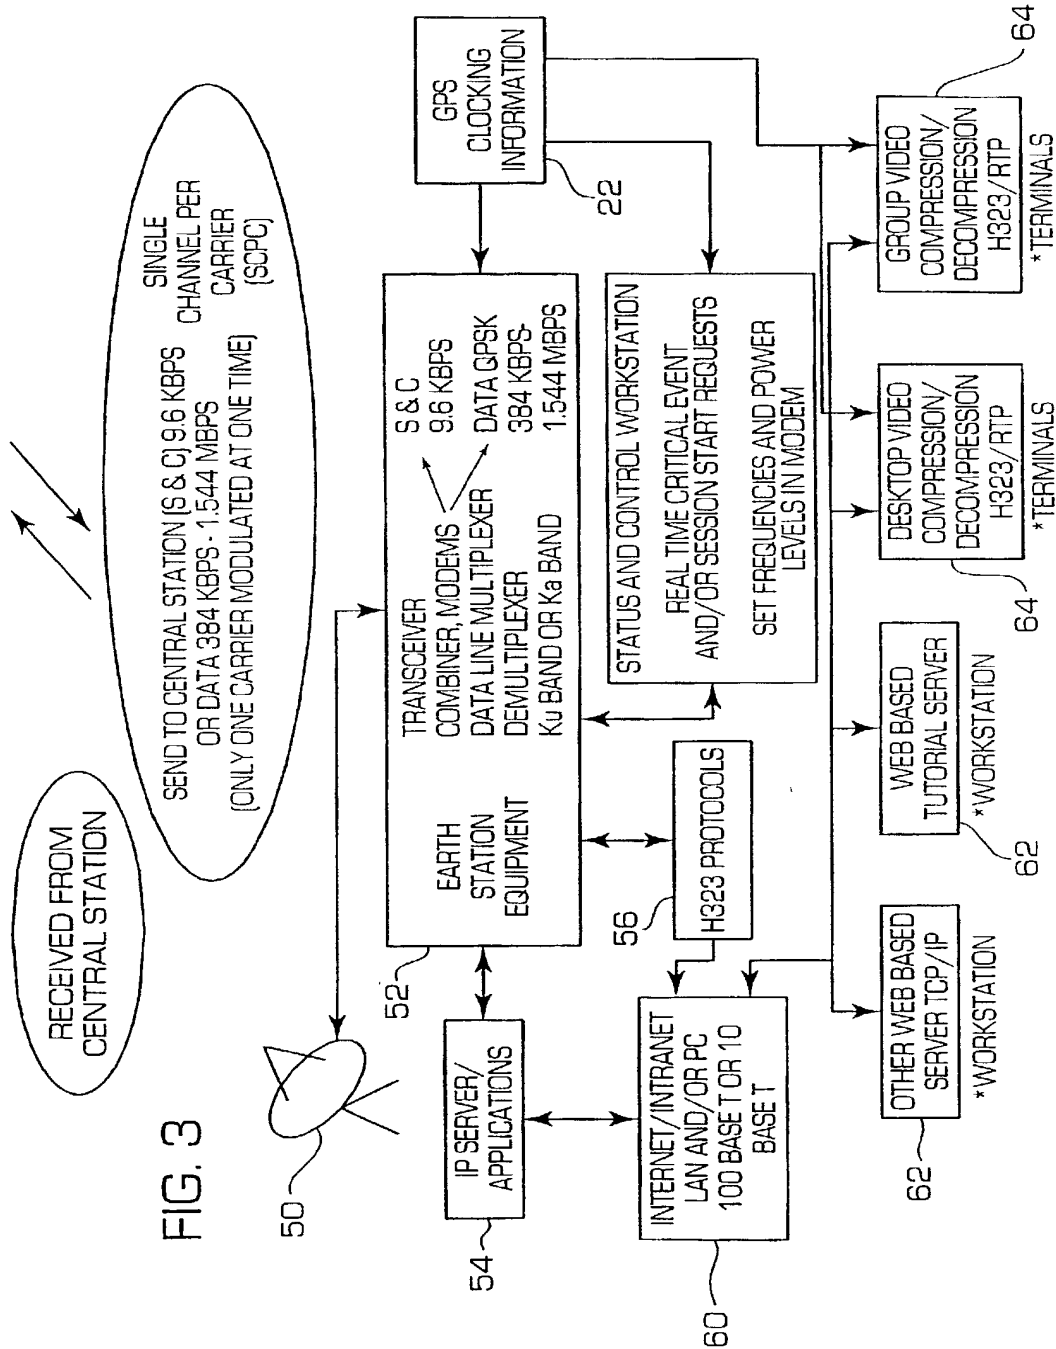 FIG. 3
RECEIVED FROM
CENTRAL STATION
SEND TO CENTRAL STATION (S & C) 9.6 KBPS
OR DATA 384 KBPS - 1.544 MBPS
(ONLY ONE CARRIER MODULATED AT ONE TIME)
SINGLE
CHANNEL PER
CARRIER
(SCPC)
50
52
EARTH
STATION
EQUIPMENT
TRANSCEIVER
COMBINER, MODEMS
DATA LINE MULTIPLEXER
DEMULTIPLEXER
Ku BAND OR Ka BAND
S & C
9.6 KBPS
DATA QPSK
384 KBPS-
1.544 MBPS
GPS
CLOCKING
INFORMATION
22
IP SERVER/
APPLICATIONS
54
56
H323 PROTOCOLS
STATUS AND CONTROL WORKSTATION
REAL TIME CRITICAL EVENT
AND/OR SESSION START REQUESTS
SET FREQUENCIES AND POWER
LEVELS IN MODEM
INTERNET/INTRANET
LAN AND/OR PC
100 BASE T OR 10
BASE T
60
OTHER WEB BASED
SERVER TCP/IP
*WORKSTATION
62
WEB BASED
TUTORIAL SERVER
*WORKSTATION
62
DESKTOP VIDEO
COMPRESSION/
DECOMPRESSION
H323/RTP
*TERMINALS
64
GROUP VIDEO
COMPRESSION/
DECOMPRESSION
H323/RTP
*TERMINALS
64